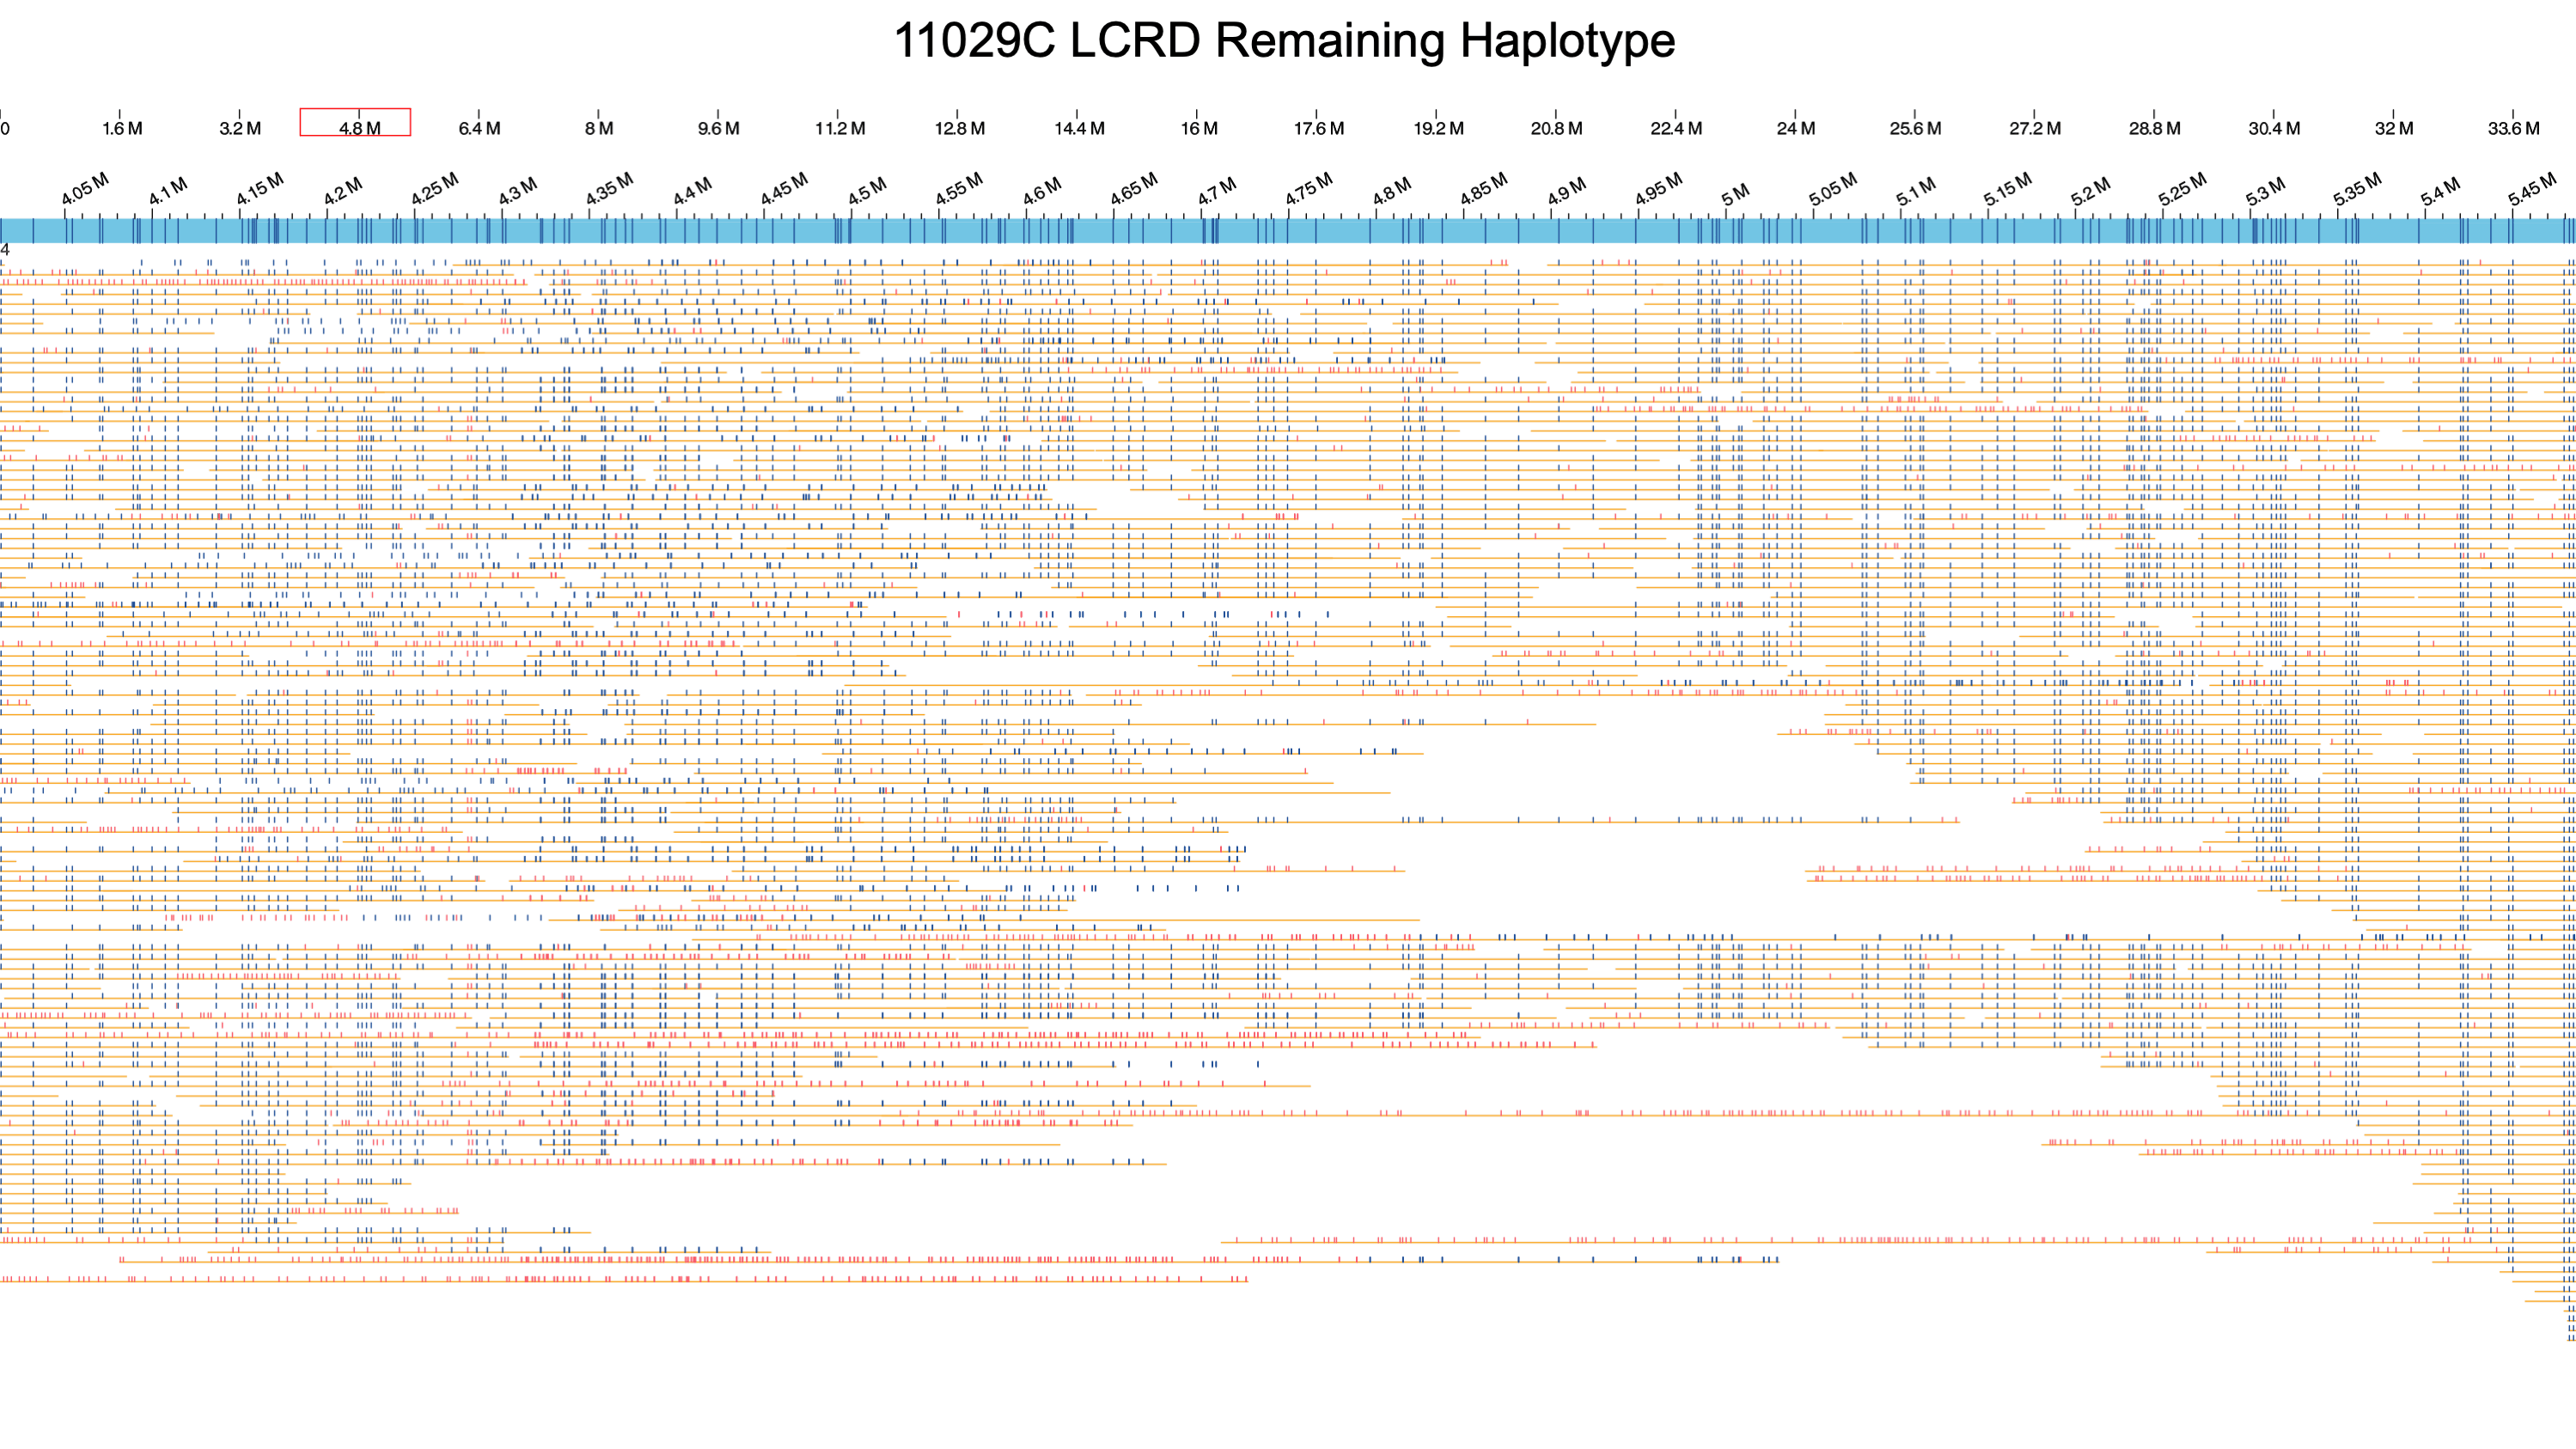 11029C LCRD Remaining Haplotype
0 1.6 M 3.2 M 4.8 M 6.4 M 8 M 9.6 M 11.2 M 12.8 M 14.4 M 16 M 17.6 M 19.2 M 20.8 M 22.4 M 24 M 25.6 M 27.2 M 28.8 M 30.4 M 32 M 33.6 M
4.05 M 4.1 M 4.15 M 4.2 M 4.25 M 4.3 M 4.35 M 4.4 M 4.45 M 4.5 M 4.55 M 4.6 M 4.65 M 4.7 M 4.75 M 4.8 M 4.85 M 4.9 M 4.95 M 5 M 5.05 M 5.1 M 5.15 M 5.2 M 5.25 M 5.3 M 5.35 M 5.4 M 5.45 M
4